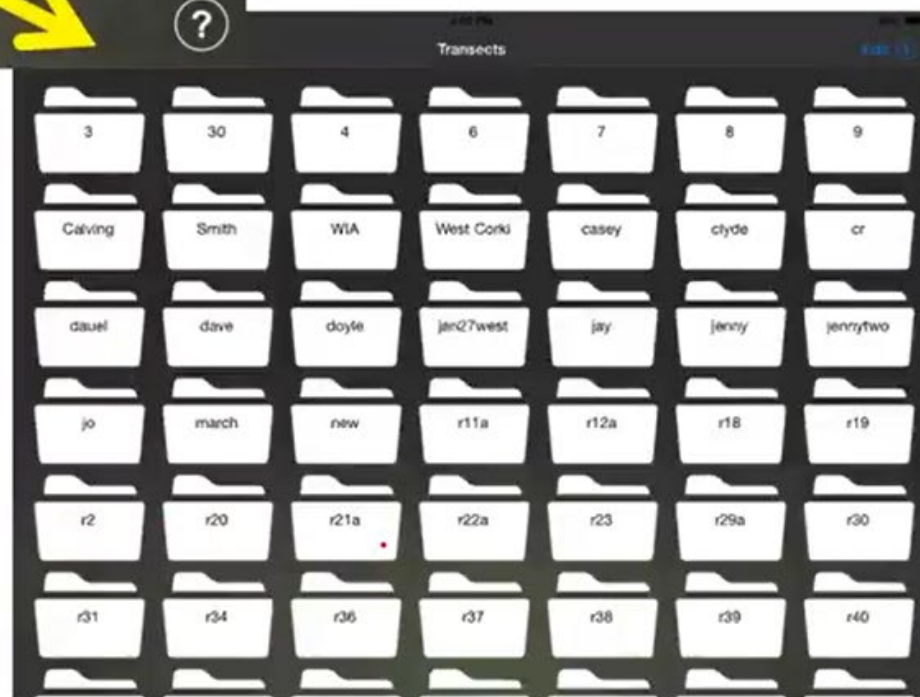 ?
Transects
3 30 4 6 7 8 9
Calving Smith WIA West Corki casey clyde cr
dauel dave doyle jan27west jay jenny jennytwo
jo march new r11a r12a r18 r19
r2 r20 r21a r22a r23 r29a r30
r31 r34 r36 r37 r38 r39 r40